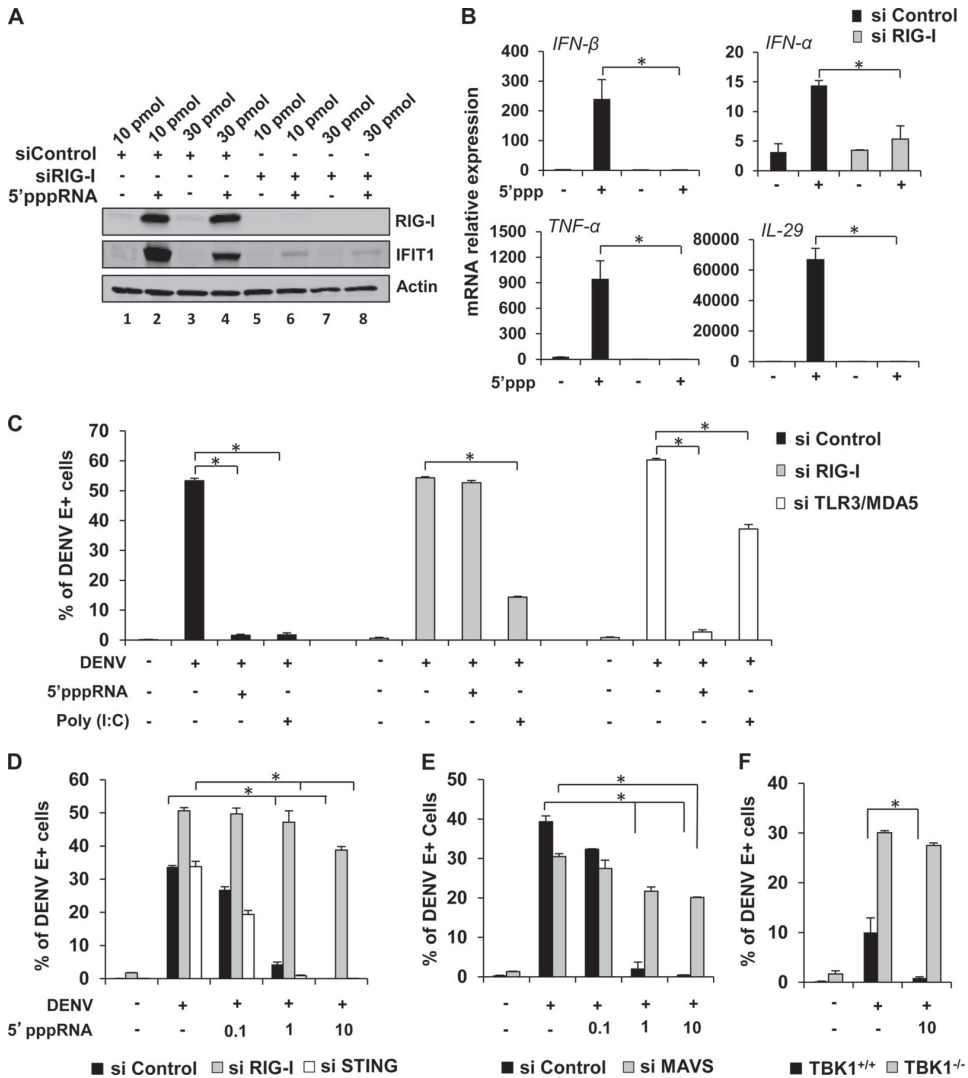 A
10 pmol 10 pmol 30 pmol 30 pmol 10 pmol 10 pmol 30 pmol 30 pmol
siControl + + + + - - - -
siRIG-I - - - - + + + +
5'pppRNA - + - + - + - +
RIG-I
IFIT1
Actin
1 2 3 4 5 6 7 8
B
si Control
si RIG-I
mRNA relative expression
IFN-β
400
300
200
100
0
*
5'ppp - + - +
IFN-α
20
15
10
5
0
*
- + - +
TNF-α
1500
1200
900
600
300
0
*
5'ppp - + - +
IL-29
80000
60000
40000
20000
0
*
- + - +
C
% of DENV E+ cells
70
60
50
40
30
20
10
0
* * * * *
si Control
si RIG-I
si TLR3/MDA5
DENV - + + + - + + + - + + +
5'pppRNA - - + - - - + - - - + -
Poly (I:C) - - - + - - - + - - - +
D
% of DENV E+ cells
60
50
40
30
20
10
0
*
*
DENV - + + + +
5' pppRNA - - 0.1 1 10
si Control si RIG-I si STING
E
% of DENV E+ Cells
50
40
30
20
10
0
*
*
- + + + +
- - 0.1 1 10
si Control si MAVS
F
% of DENV E+ cells
40
30
20
10
0
*
- + +
- - 10
TBK1+/+ TBK1-/-